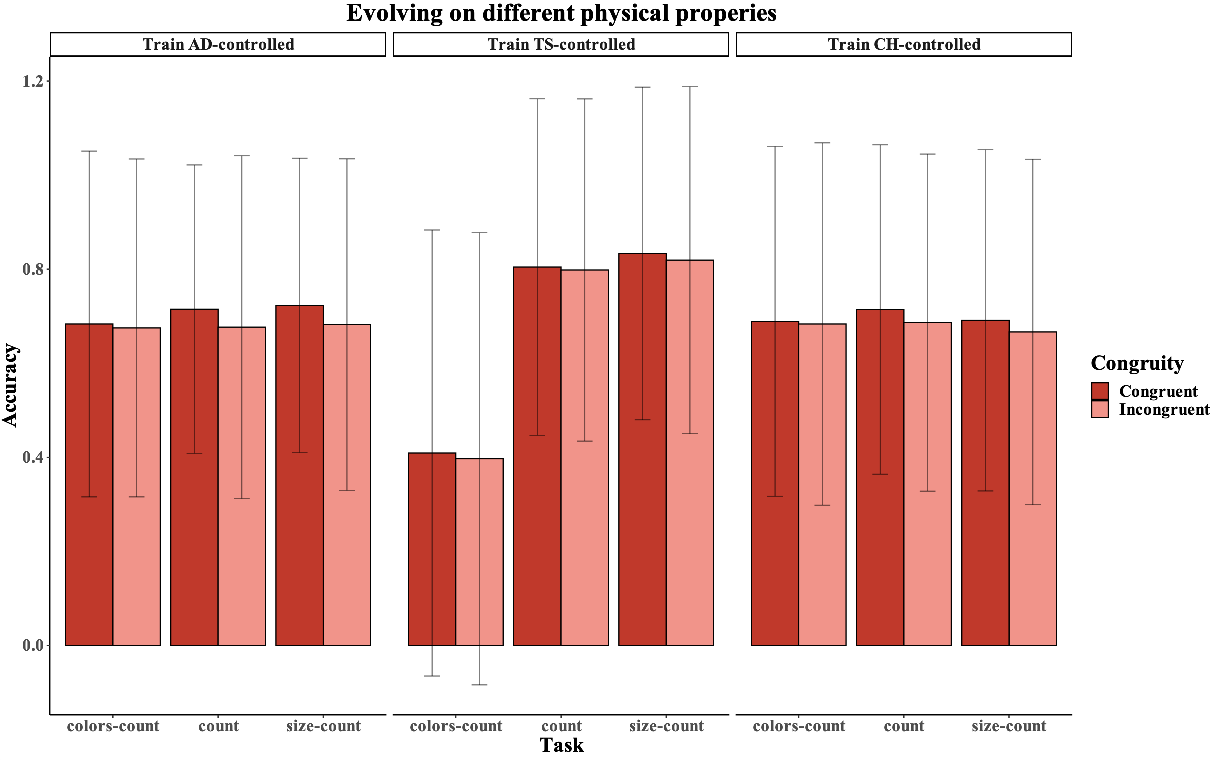 Evolving on different physical properies
Train AD-controlled
Train TS-controlled
Train CH-controlled
Accuracy
1.2
0.8
0.4
0.0
colors-count
count
size-count
colors-count
count
size-count
colors-count
count
size-count
Task
Congruity
Congruent
Incongruent